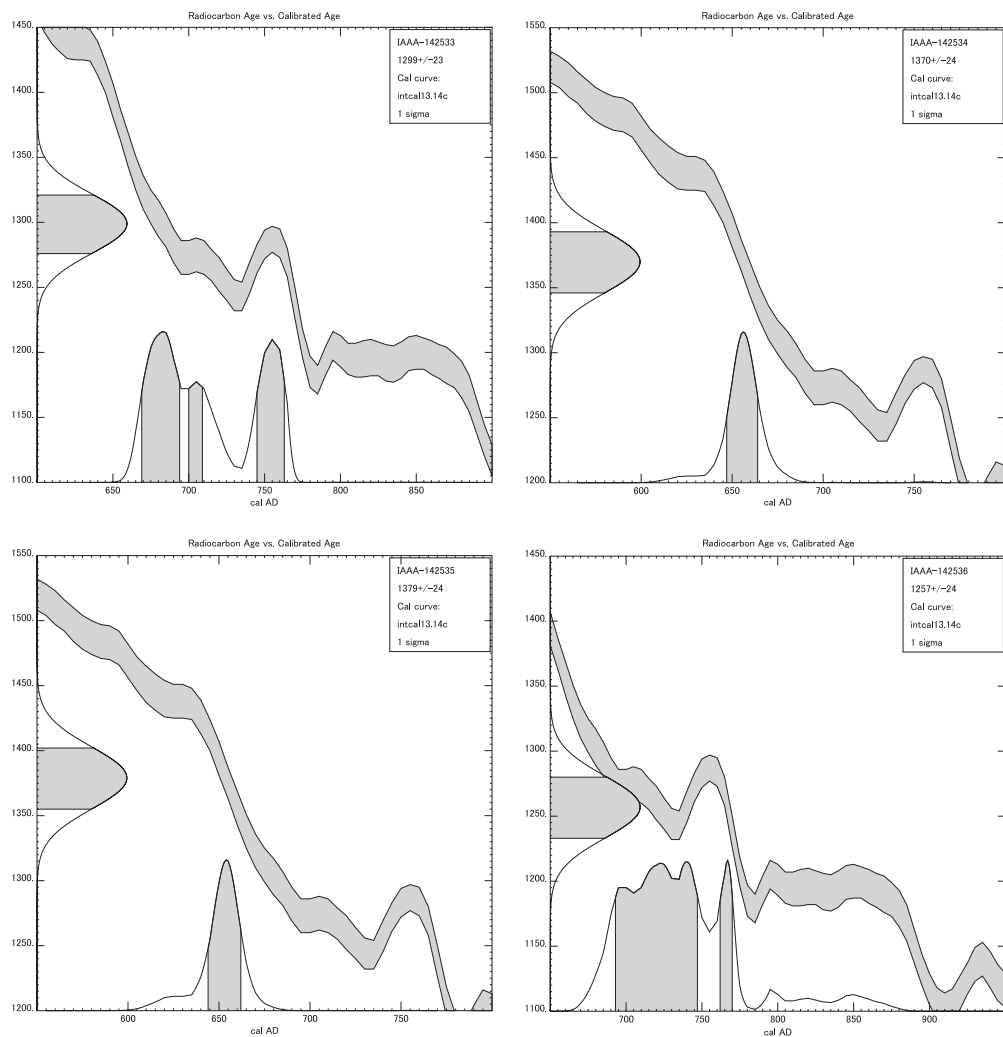 Radiocarbon Age vs. Calibrated Age
1450.
1400.
1350.
1300.
1250.
1200.
1150.
1100.
650 700 750 800 850
cal AD
IAAA-142533
1299+/-23
Cal curve:
intcal13.14c
1 sigma
Radiocarbon Age vs. Calibrated Age
1550.
1500.
1450.
1400.
1350.
1300.
1250.
1200.
600 650 700 750
cal AD
IAAA-142534
1370+/-24
Cal curve:
intcal13.14c
1 sigma
Radiocarbon Age vs. Calibrated Age
1550.
1500.
1450.
1400.
1350.
1300.
1250.
1200.
600 650 700 750
cal AD
IAAA-142535
1379+/-24
Cal curve:
intcal13.14c
1 sigma
Radiocarbon Age vs. Calibrated Age
1450.
1400.
1350.
1300.
1250.
1200.
1150.
1100.
700 750 800 850 900
cal AD
IAAA-142536
1257+/-24
Cal curve:
intcal13.14c
1 sigma